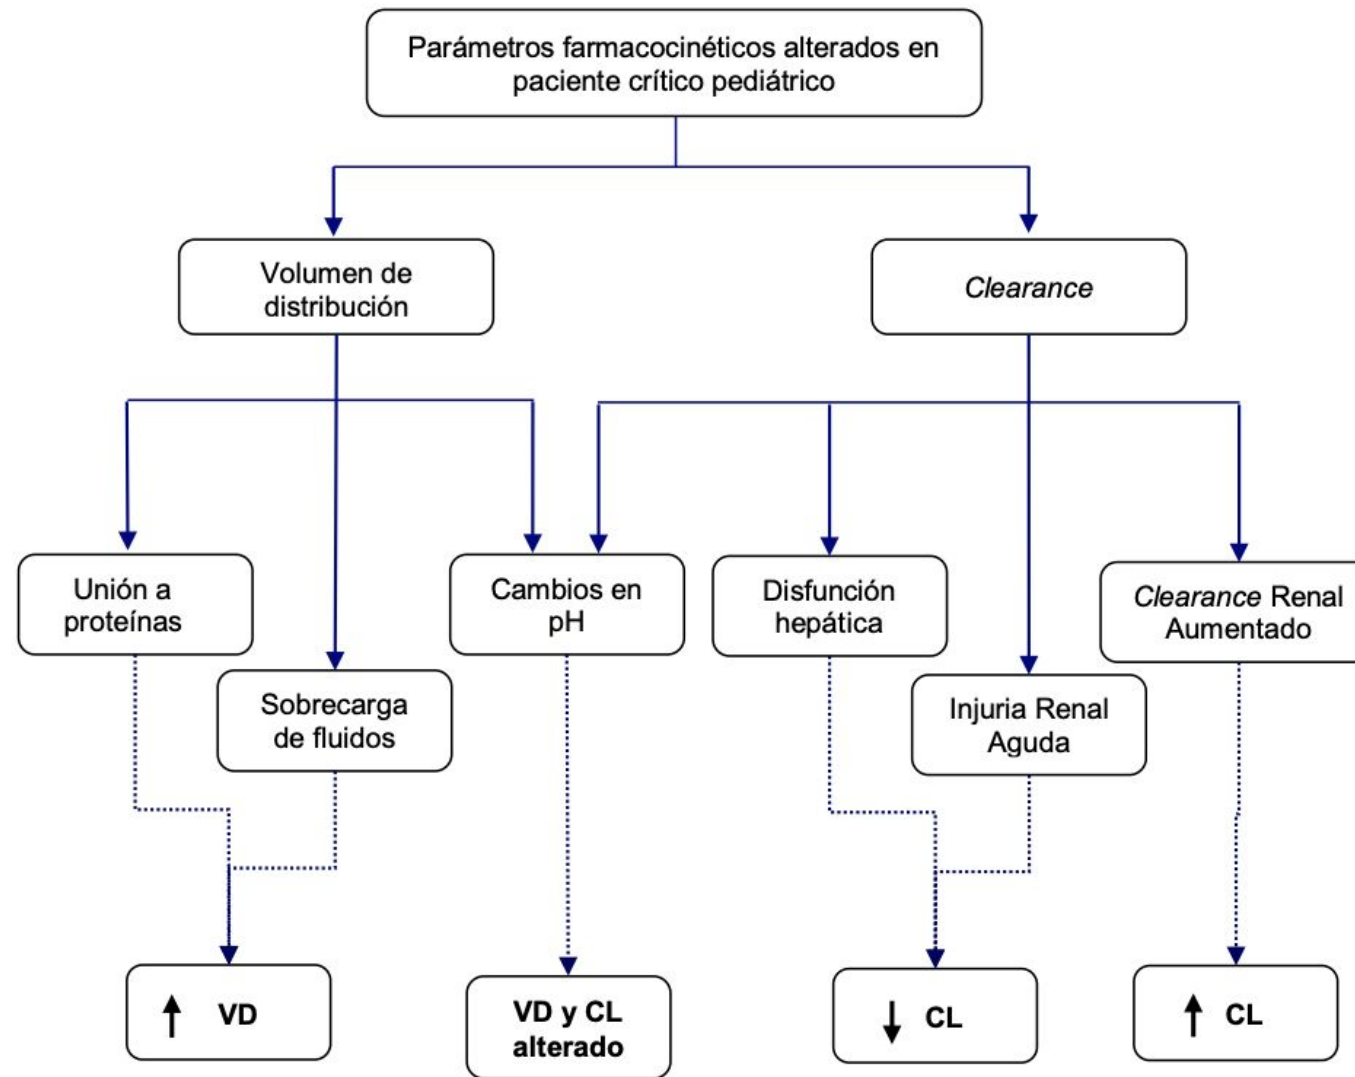 Parámetros farmacocinéticos alterados en
paciente crítico pediátrico
Volumen de
distribución
Clearance
Unión a
proteínas
Cambios en
pH
Disfunción
hepática
Clearance Renal
Aumentado
Sobrecarga
de fluidos
Injuria Renal
Aguda
↑ VD
VD y CL
alterado
↓ CL
↑ CL